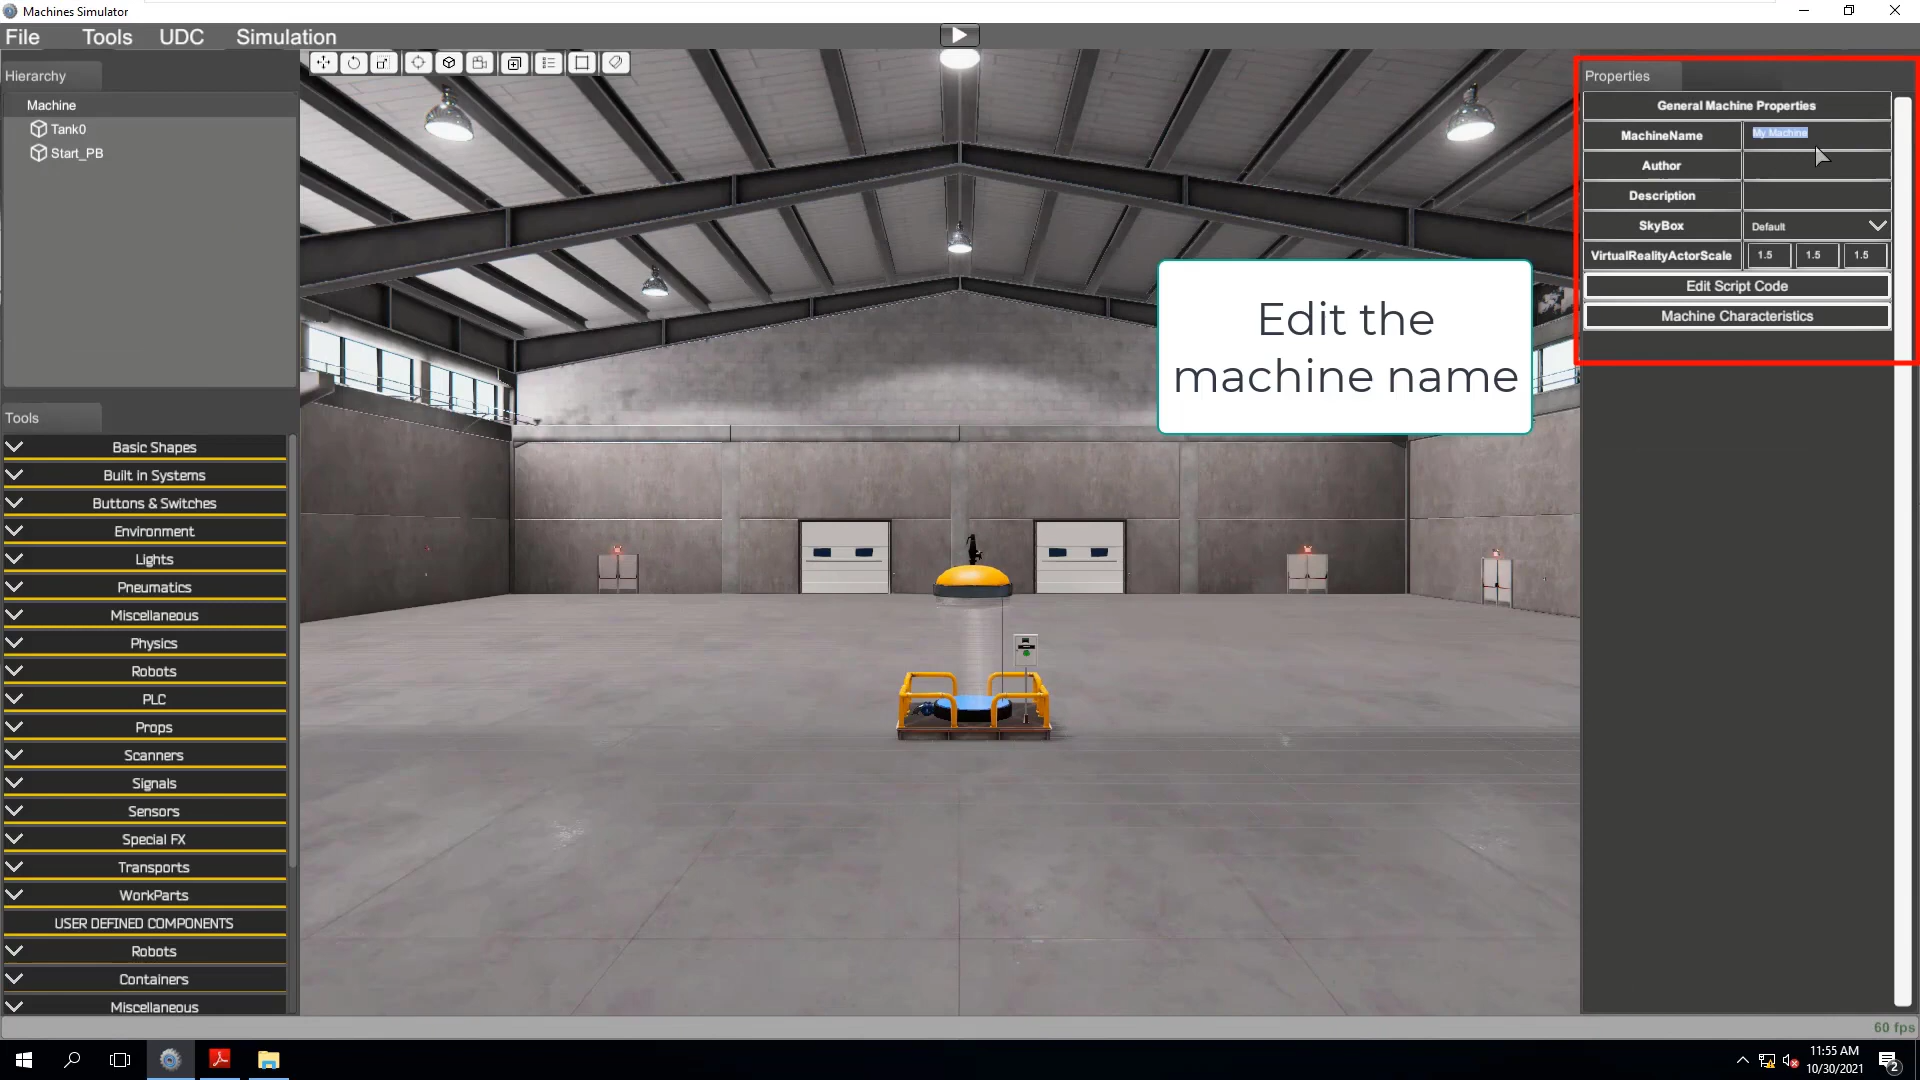 Machines Simulator
File Tools UDC Simulation
Hierarchy
Machine
Tank0
Start_PB
Tools
Basic Shapes
Built in Systems
Buttons & Switches
Environment
Lights
Pneumatics
Miscellaneous
Physics
Robots
PLC
Props
Scanners
Signals
Sensors
Special FX
Transports
WorkParts
USER DEFINED COMPONENTS
Robots
Containers
Miscellaneous
Edit the
machine name
Properties
General Machine Properties
MachineName My Machine
Author
Description
SkyBox Default
VirtualRealityActorScale 1.5 1.5 1.5
Edit Script Code
Machine Characteristics
60 fps
11:55 AM
10/30/2021
2